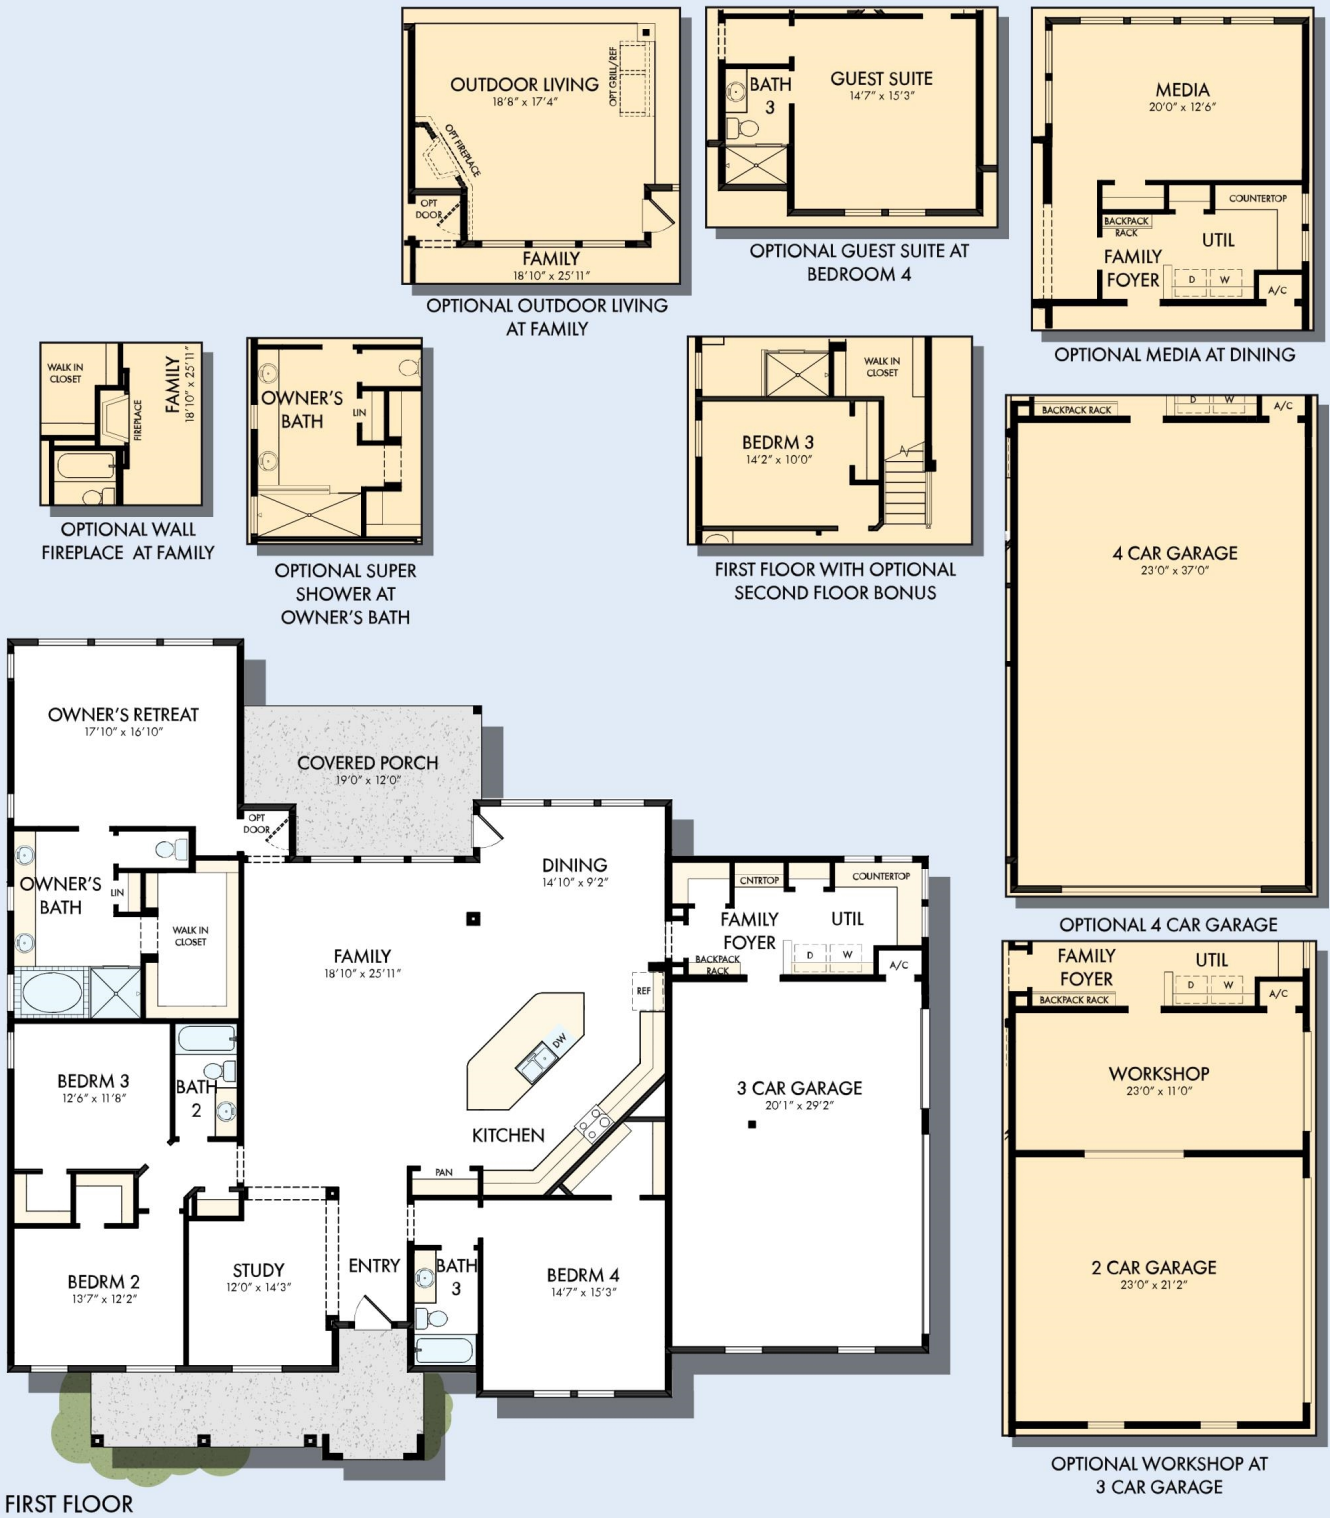 OUTDOOR LIVING
18'8" x 17'4"
OPT GRILL/REF
OPT FIREPLACE
OPT
DOOR
FAMILY
18'10" x 25'11"
OPTIONAL OUTDOOR LIVING
AT FAMILY
BATH
3
GUEST SUITE
14'7" x 15'3"
OPTIONAL GUEST SUITE AT
BEDROOM 4
MEDIA
20'0" x 12'6"
COUNTERTOP
BACKPACK
RACK
UTIL
FAMILY
FOYER
D
W
A/C
OPTIONAL MEDIA AT DINING
WALK IN
CLOSET
FAMILY
18'10" x 25'11"
FIREPLACE
OPTIONAL WALL
FIREPLACE AT FAMILY
OWNER'S
BATH
LIN
OPTIONAL SUPER
SHOWER AT
OWNER'S BATH
WALK IN
CLOSET
BEDRM 3
14'2" x 10'0"
FIRST FLOOR WITH OPTIONAL
SECOND FLOOR BONUS
BACKPACK RACK
D
W
A/C
4 CAR GARAGE
23'0" x 37'0"
OPTIONAL 4 CAR GARAGE
FAMILY
FOYER
UTIL
D
W
A/C
BACKPACK RACK
WORKSHOP
23'0" x 11'0"
2 CAR GARAGE
23'0" x 21'2"
OPTIONAL WORKSHOP AT
3 CAR GARAGE
OWNER'S RETREAT
17'10" x 16'10"
COVERED PORCH
19'0" x 12'0"
OPT
DOOR
DINING
14'10" x 9'2"
OWNER'S
BATH
LIN
WALK IN
CLOSET
FAMILY
18'10" x 25'11"
CNTRTOP
COUNTERTOP
FAMILY
FOYER
UTIL
BACKPACK
RACK
D
W
A/C
REF
DW
BEDRM 3
12'6" x 11'8"
BATH
2
KITCHEN
PAN
3 CAR GARAGE
20'1" x 29'2"
BEDRM 2
13'7" x 12'2"
STUDY
12'0" x 14'3"
ENTRY
BATH
3
BEDRM 4
14'7" x 15'3"
FIRST FLOOR